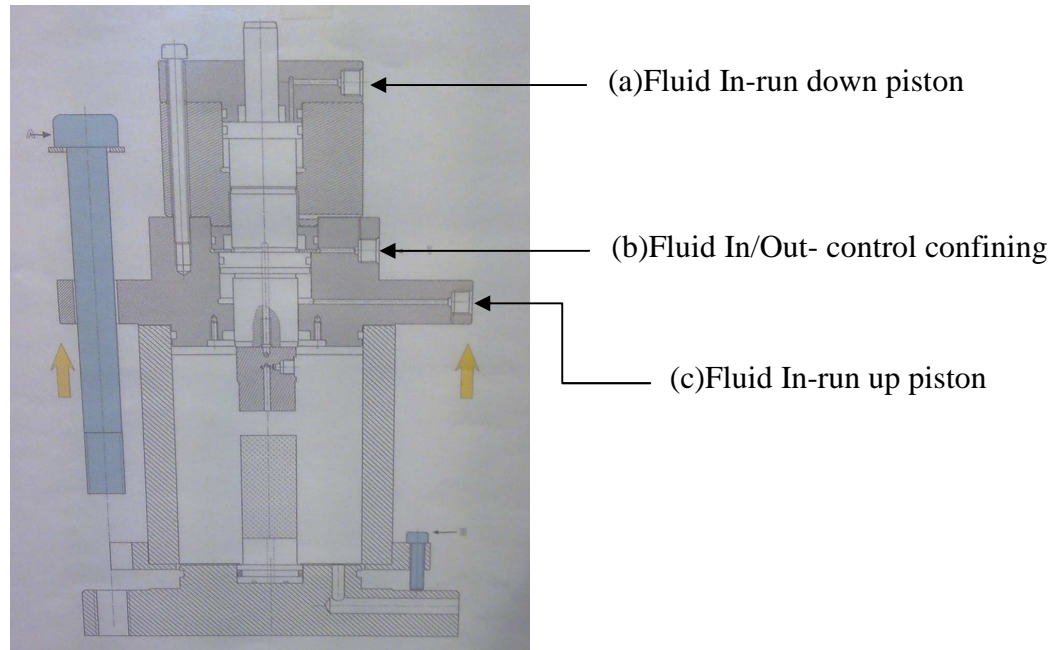 (a)Fluid In-run down piston
A
(b)Fluid In/Out- control confining
(c)Fluid In-run up piston